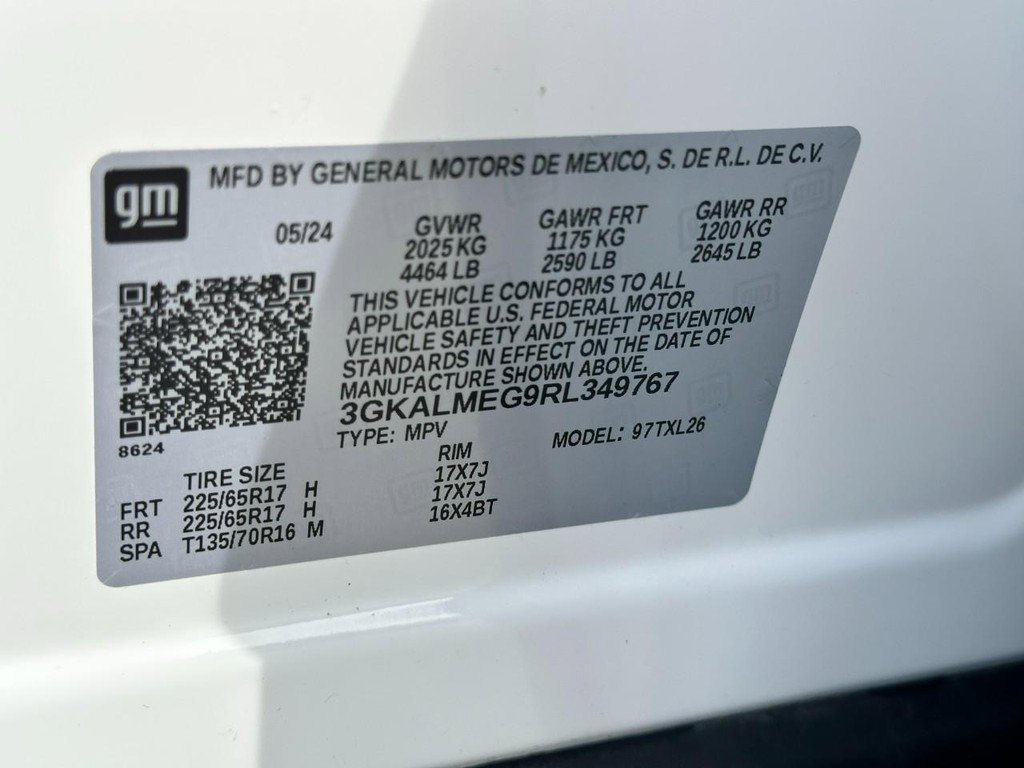 gm
MFD BY GENERAL MOTORS DE MEXICO, S. DE R.L. DE C.V.
05/24 GVWR GAWR FRT GAWR RR
2025 KG 1175 KG 1200 KG
4464 LB 2590 LB 2645 LB
THIS VEHICLE CONFORMS TO ALL
APPLICABLE U.S. FEDERAL MOTOR
VEHICLE SAFETY AND THEFT PREVENTION
STANDARDS IN EFFECT ON THE DATE OF
MANUFACTURE SHOWN ABOVE.
3GKALMEG9RL349767
8624
TYPE: MPV MODEL: 97TXL26
TIRE SIZE RIM
FRT 225/65R17 H 17X7J
RR 225/65R17 H 17X7J
SPA T135/70R16 M 16X4BT